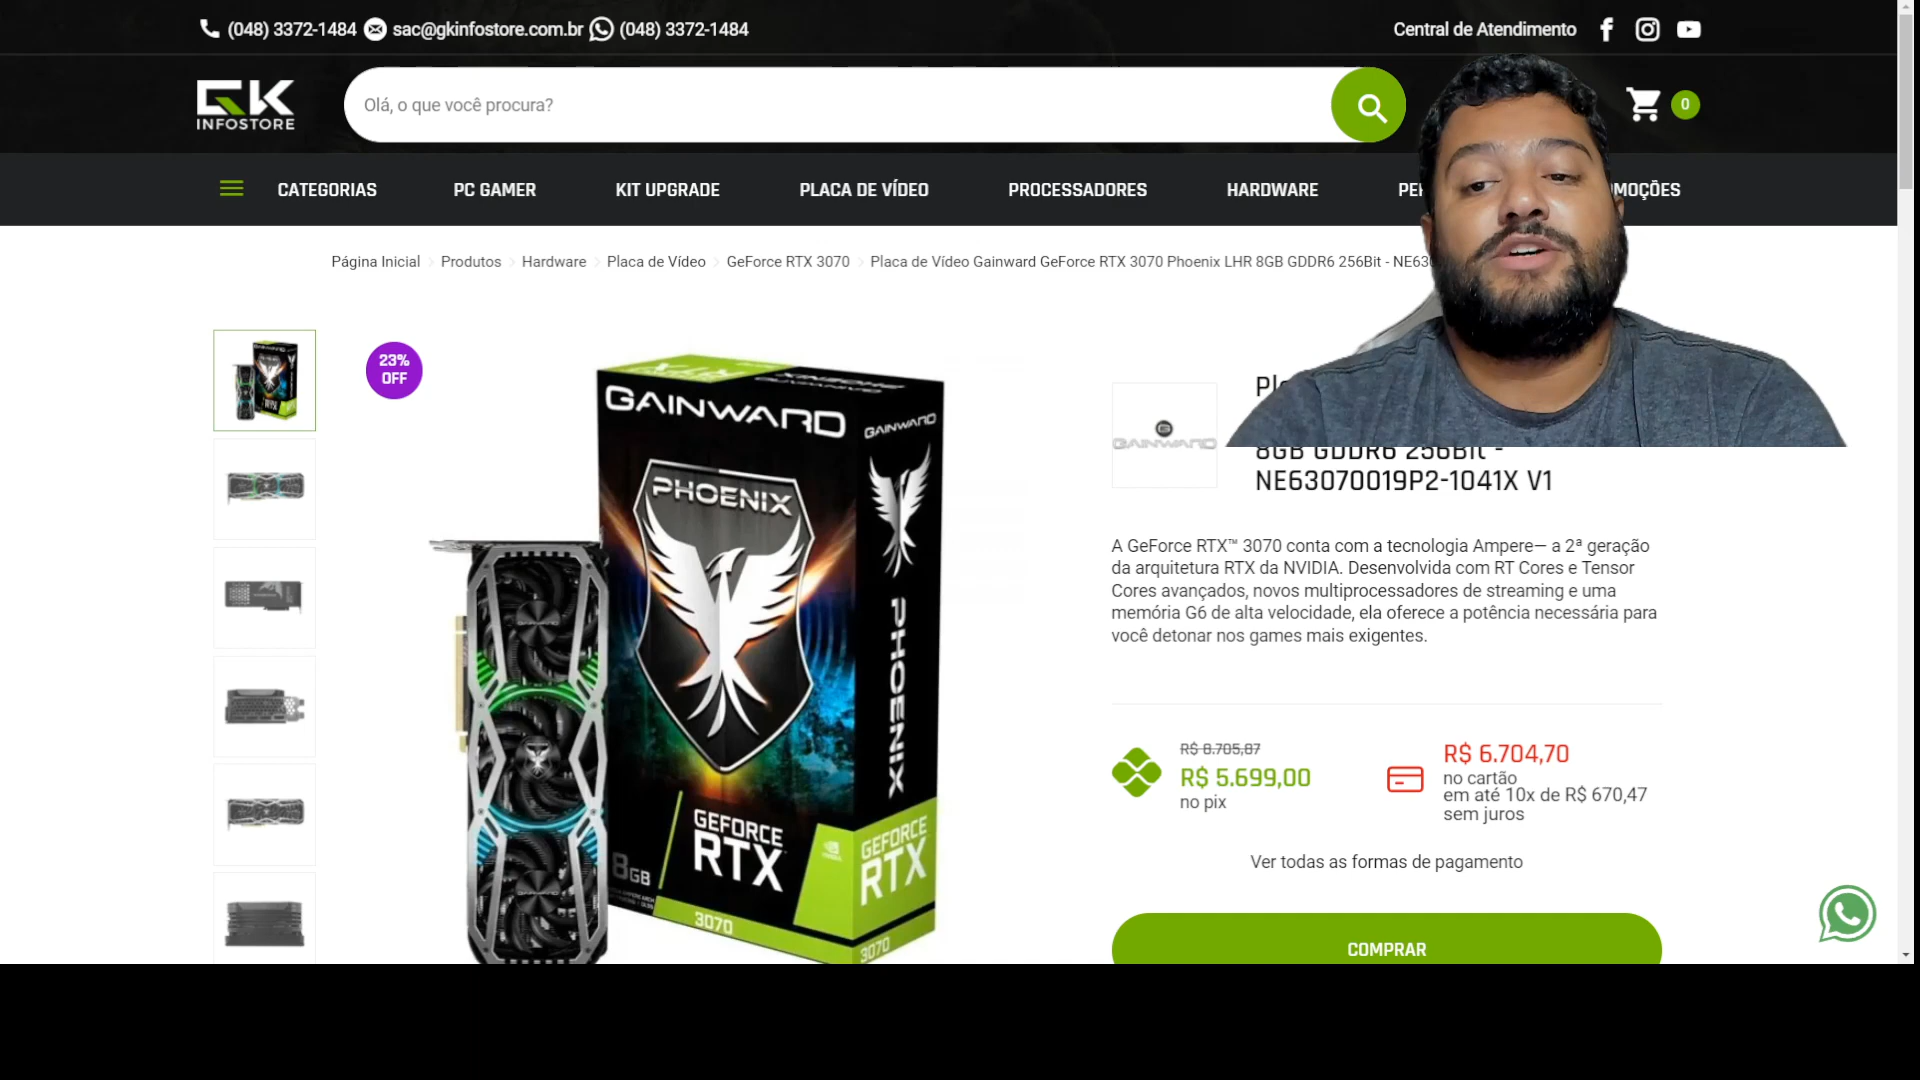 (048) 3372-1484 sac@gkinfostore.com.br (048) 3372-1484
Central de Atendimento
GK
INFOSTORE
Olá, o que você procura?
0
CATEGORIAS PC GAMER KIT UPGRADE PLACA DE VÍDEO PROCESSADORES HARDWARE
Página Inicial Produtos Hardware Placa de Vídeo GeForce RTX 3070 Placa de Vídeo Gainward GeForce RTX 3070 Phoenix LHR 8GB GDDR6 256Bit -
23%
OFF
GAINWARD
GAINWARD
PHOENIX
PHOENIX
8GB
GEFORCE
RTX
3070
GEFORCE
RTX
3070
GAINWARD
8GB GDDR6 256Bit -
NE63070019P2-1041X V1
A GeForce RTX™ 3070 conta com a tecnologia Ampere— a 2ª geração
da arquitetura RTX da NVIDIA. Desenvolvida com RT Cores e Tensor
Cores avançados, novos multiprocessadores de streaming e uma
memória G6 de alta velocidade, ela oferece a potência necessária para
você detonar nos games mais exigentes.
R$ 8.705,87
R$ 5.699,00
no pix
R$ 6.704,70
no cartão
em até 10x de R$ 670,47
sem juros
Ver todas as formas de pagamento
COMPRAR